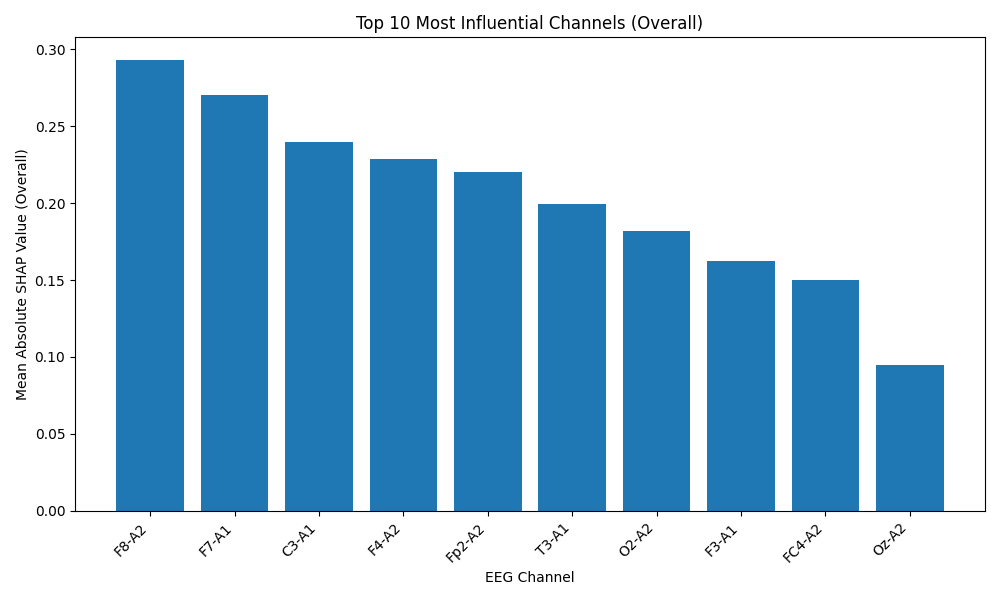 Top 10 Most Influential Channels (Overall)
Mean Absolute SHAP Value (Overall)
0.30
0.25
0.20
0.15
0.10
0.05
0.00
F8-A2
F7-A1
C3-A1
F4-A2
Fp2-A2
T3-A1
O2-A2
F3-A1
FC4-A2
Oz-A2
EEG Channel